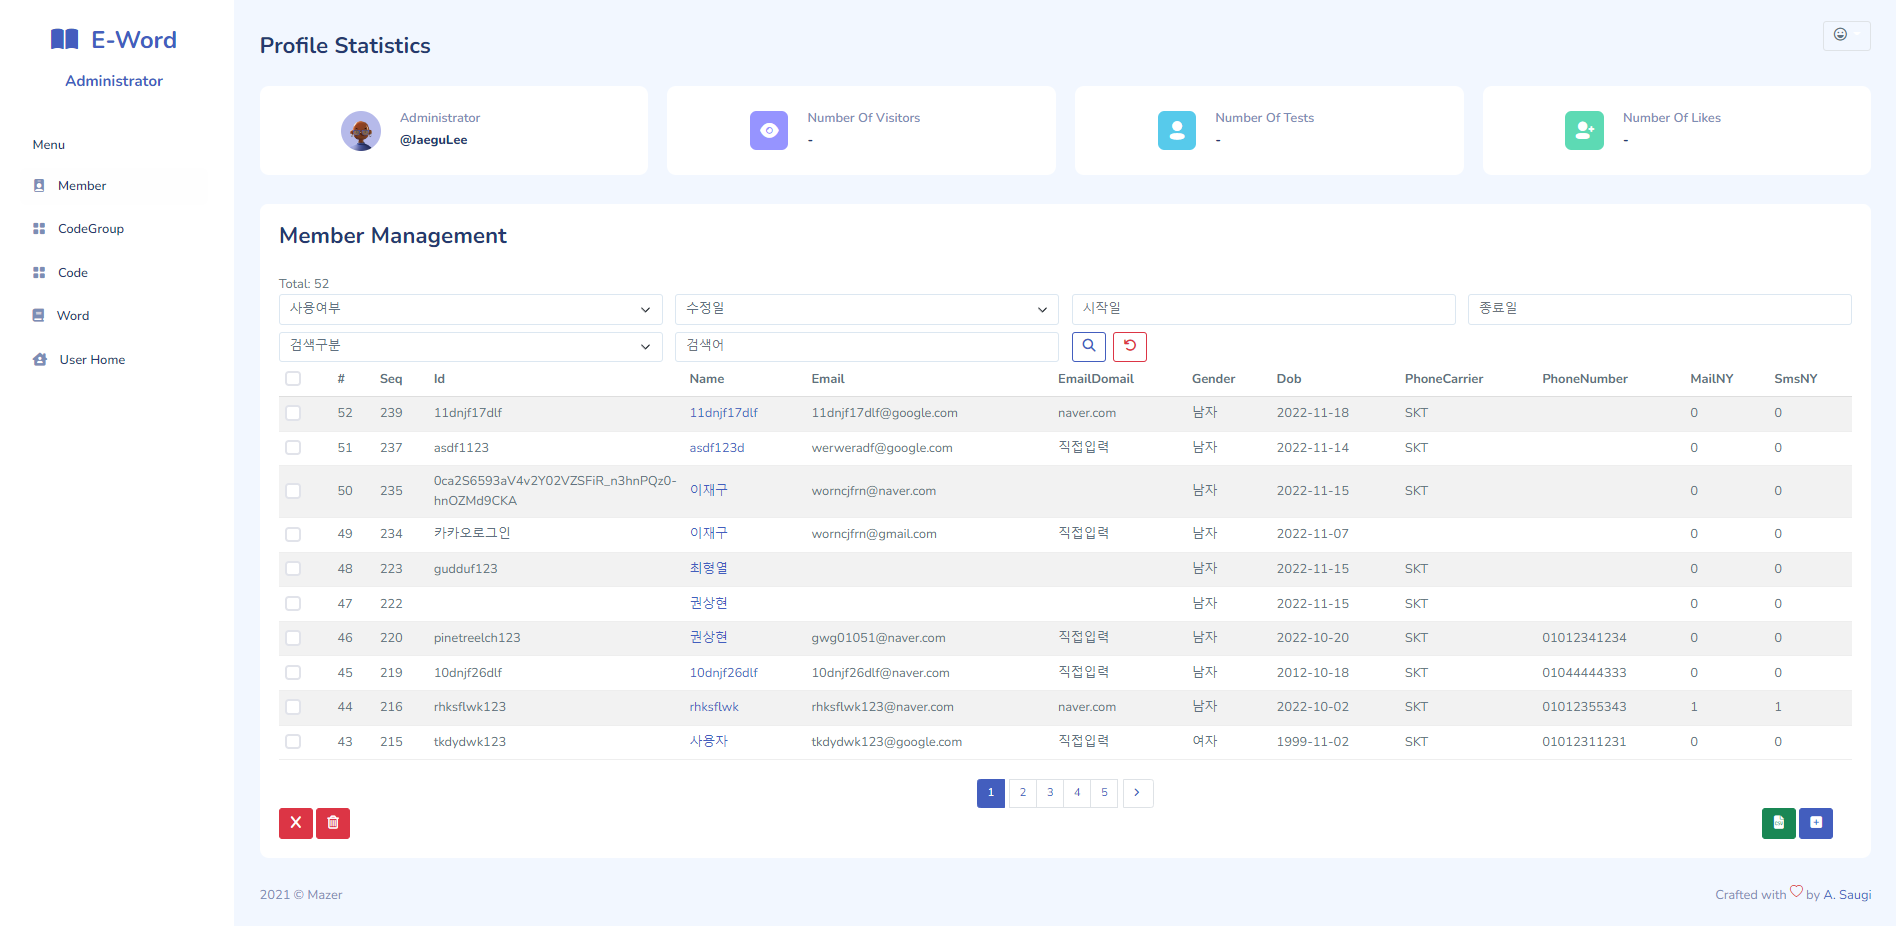 E-Word
Administrator
Menu
Member
CodeGroup
Code
Word
User Home
Profile Statistics
Administrator
@JaeguLee
Number Of Visitors
-
Number Of Tests
-
Number Of Likes
-
Member Management
Total: 52
사용여부 수정일 시작일 종료일
검색구분 검색어
# Seq Id Name Email EmailDomail Gender Dob PhoneCarrier PhoneNumber MailNY SmsNY
52 239 11dnjf17dlf 11dnjf17dlf 11dnjf17dlf@google.com naver.com 남자 2022-11-18 SKT 0 0
51 237 asdf1123 asdf123d werweradf@google.com 직접입력 남자 2022-11-14 SKT 0 0
50 235 0ca2S6593aV4v2Y02VZSFiR_n3hnPQz0-
hnOZMd9CKA 이재구 worncjfrn@naver.com 남자 2022-11-15 SKT 0 0
49 234 카카오로그인 이재구 worncjfrn@gmail.com 직접입력 남자 2022-11-07 0 0
48 223 gudduf123 최형열 남자 2022-11-15 SKT 0 0
47 222 권상현 남자 2022-11-15 SKT 0 0
46 220 pinetreelch123 권상현 gwg01051@naver.com 직접입력 남자 2022-10-20 SKT 01012341234 0 0
45 219 10dnjf26dlf 10dnjf26dlf 10dnjf26dlf@naver.com 직접입력 남자 2012-10-18 SKT 01044444333 0 0
44 216 rhksflwk123 rhksflwk rhksflwk123@naver.com naver.com 남자 2022-10-02 SKT 01012355343 1 1
43 215 tkdydwk123 사용자 tkdydwk123@google.com 직접입력 여자 1999-11-02 SKT 01012311231 0 0
1 2 3 4 5
2021 © Mazer
Crafted with by A. Saugi